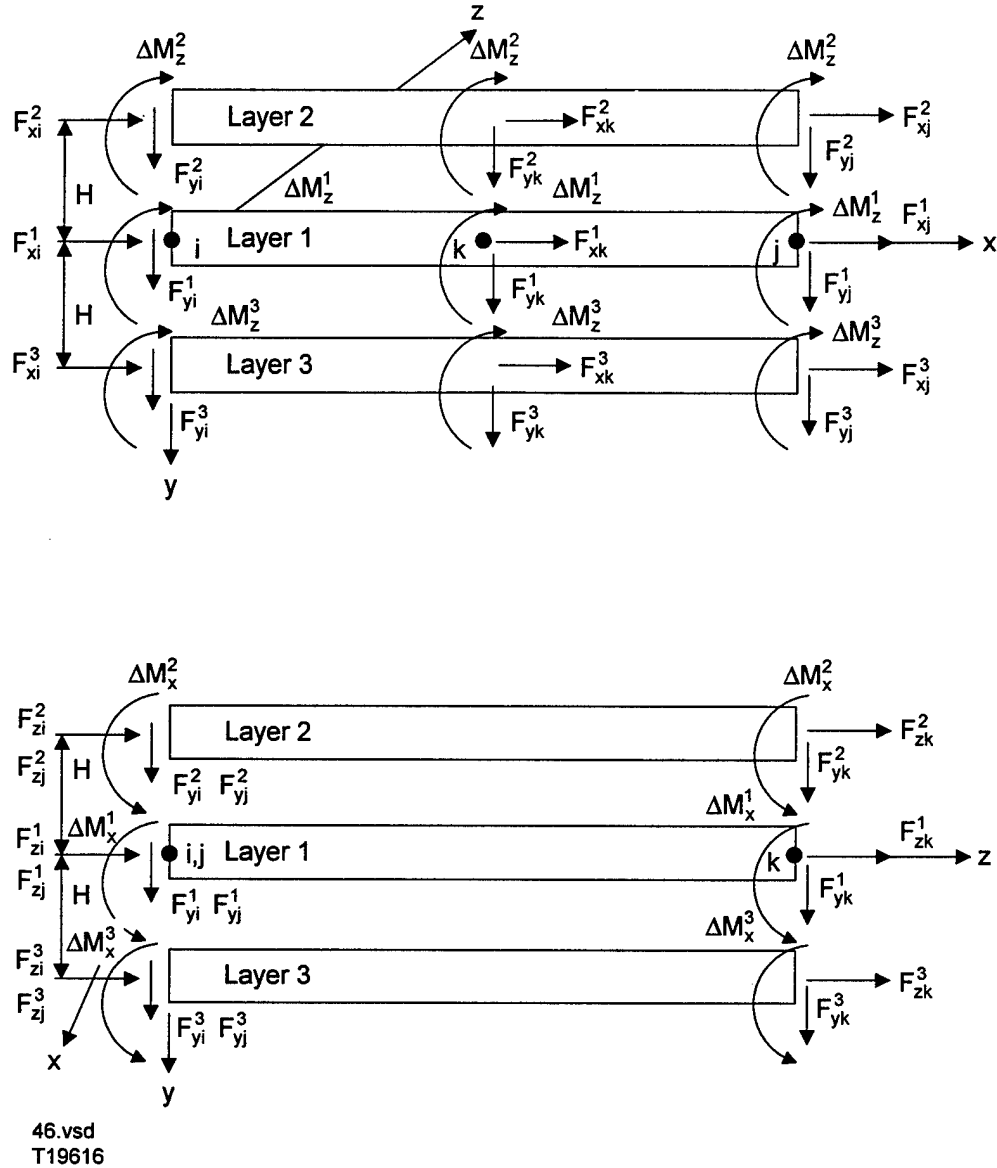 z
ΔM_z^2 ΔM_z^2 ΔM_z^2
F_xi^2 Layer 2 F_xk^2 F_xj^2
F_yi^2 F_yk^2 F_yj^2
H ΔM_z^1 ΔM_z^1 ΔM_z^1 F_xj^1
F_xi^1 i Layer 1 k F_xk^1 j x
F_yi^1 F_yk^1 F_yj^1
H ΔM_z^3 ΔM_z^3 ΔM_z^3
F_xi^3 Layer 3 F_xk^3 F_xj^3
F_yi^3 F_yk^3 F_yj^3
y
ΔM_x^2 ΔM_x^2
F_zi^2 Layer 2 F_zk^2
F_zj^2 H F_yi^2 F_yj^2 F_yk^2
ΔM_x^1 ΔM_x^1
F_zi^1 i,j Layer 1 k F_zk^1 z
F_zj^1 H F_yi^1 F_yj^1 F_yk^1
ΔM_x^3 ΔM_x^3
F_zi^3 Layer 3 F_zk^3
F_zj^3 F_yi^3 F_yj^3 F_yk^3
x
y
46.vsd
T19616